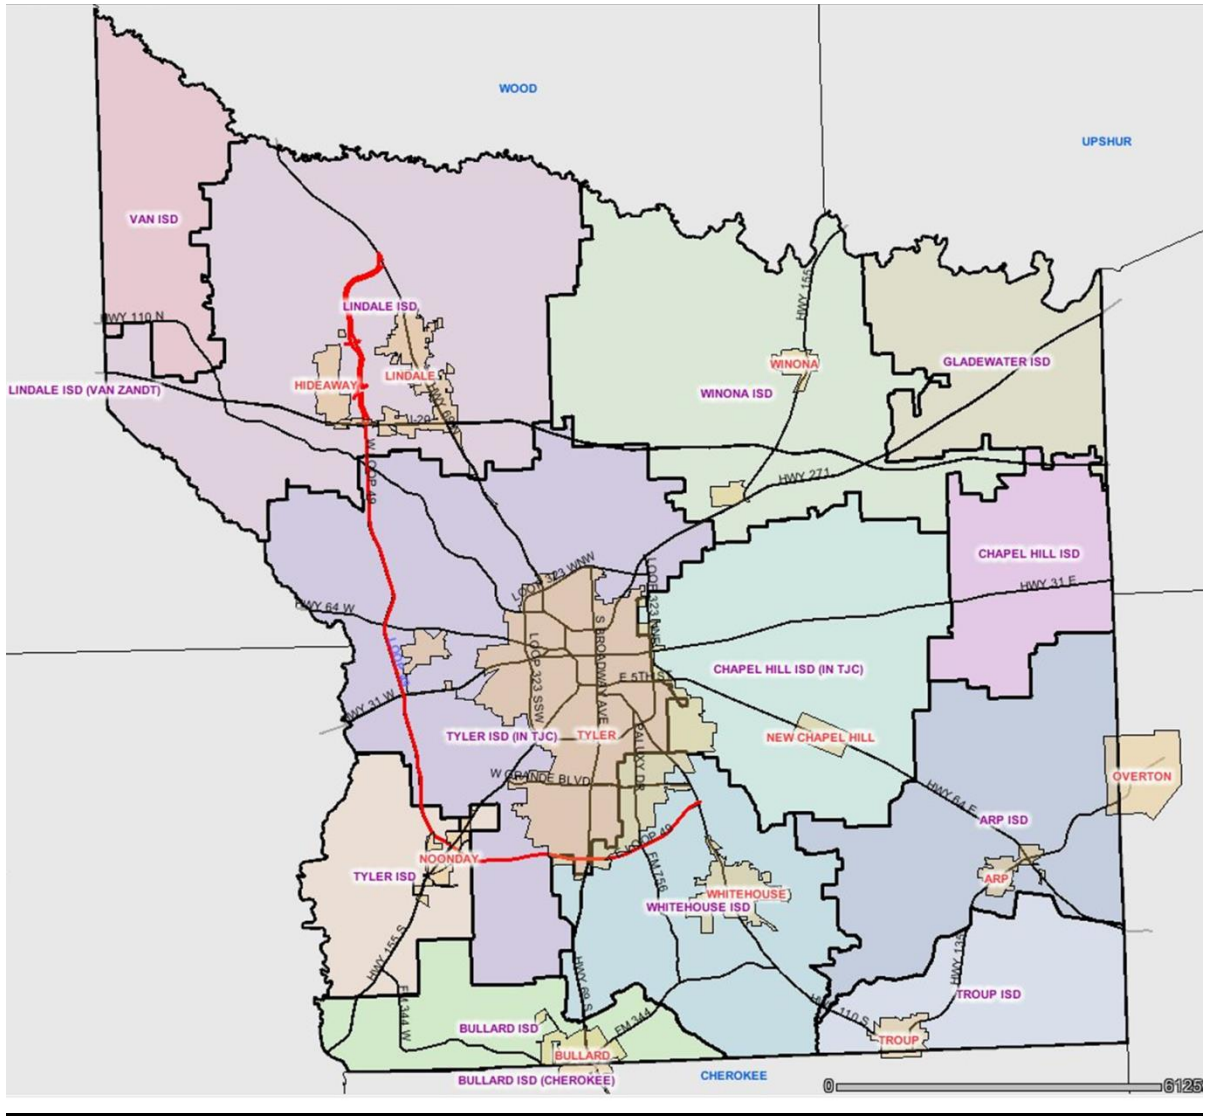 WOOD
UPSHUR
VAN ISD
HWY 155
LINDALE ISD
HWY 110 N
WINONA
GLADEWATER ISD
LINDALE
HIDEAWAY
LINDALE ISD (VAN ZANDT)
WINONA ISD
HWY 69 N
I-20
W LOOP 49
HWY 271
CHAPEL HILL ISD
LOOP 323 WNW
HWY 31 E
LOOP 323 NNE
HWY 64 W
S BROADWAY AVE
LOOP 323 SSW
CHAPEL HILL ISD (IN TJC)
E 5TH ST
HWY 31 W
TYLER ISD (IN TJC)
TYLER
PALUXY DR
NEW CHAPEL HILL
W GRANDE BLVD
OVERTON
HWY 64 E
ARP ISD
LOOP 49
NOONDAY
TYLER ISD
FM 756
ARP
WHITEHOUSE
WHITEHOUSE ISD
HWY 155 S
HWY 135
HWY 69 S
TROUP ISD
FM 344 W
HWY 110 S
FM 344
BULLARD ISD
TROUP
BULLARD
BULLARD ISD (CHEROKEE)
CHEROKEE
0
6125